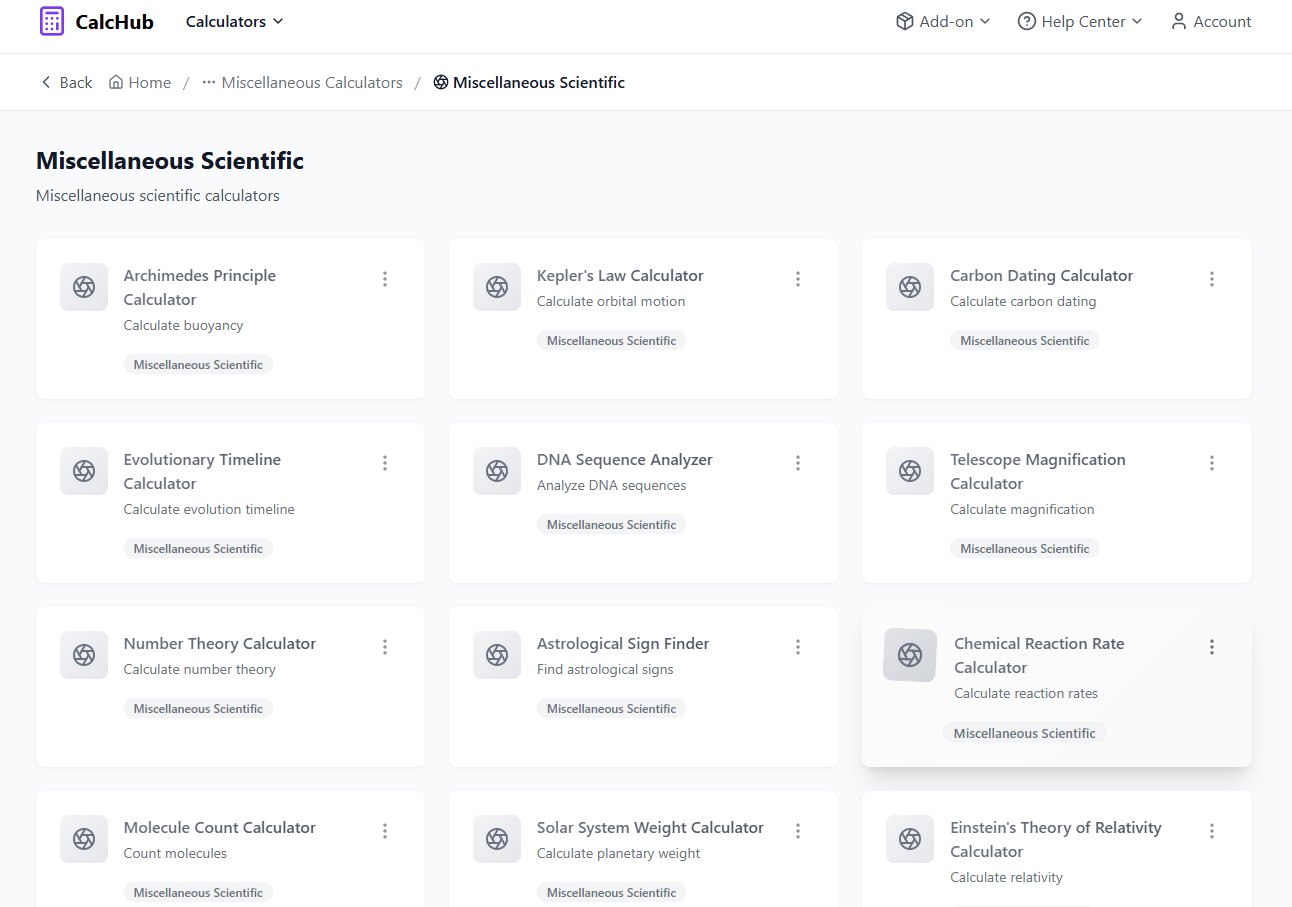 CalcHub
Calculators
Add-on
Help Center
Account
Back
Home
/
Miscellaneous Calculators
/
Miscellaneous Scientific
Miscellaneous Scientific
Miscellaneous scientific calculators
Archimedes Principle
Calculator
Calculate buoyancy
Miscellaneous Scientific
Kepler's Law Calculator
Calculate orbital motion
Miscellaneous Scientific
Carbon Dating Calculator
Calculate carbon dating
Miscellaneous Scientific
Evolutionary Timeline
Calculator
Calculate evolution timeline
Miscellaneous Scientific
DNA Sequence Analyzer
Analyze DNA sequences
Miscellaneous Scientific
Telescope Magnification
Calculator
Calculate magnification
Miscellaneous Scientific
Number Theory Calculator
Calculate number theory
Miscellaneous Scientific
Astrological Sign Finder
Find astrological signs
Miscellaneous Scientific
Chemical Reaction Rate
Calculator
Calculate reaction rates
Miscellaneous Scientific
Molecule Count Calculator
Count molecules
Miscellaneous Scientific
Solar System Weight Calculator
Calculate planetary weight
Miscellaneous Scientific
Einstein's Theory of Relativity
Calculator
Calculate relativity